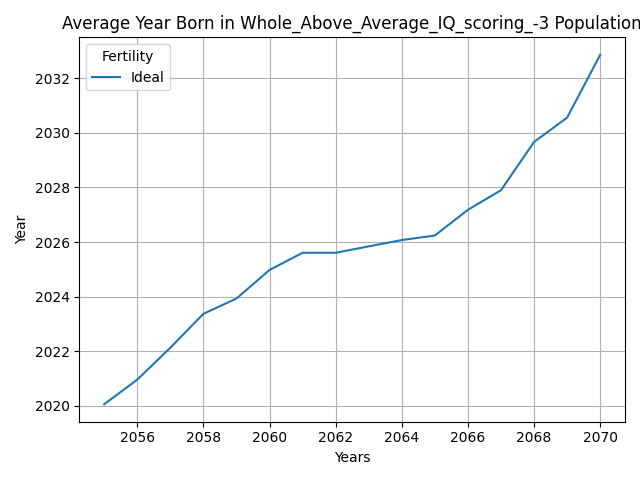 Average Year Born in Whole_Above_Average_IQ_scoring_-3 Population
Fertility
Ideal
2032
2030
2028
2026
2024
2022
2020
Year
2056 2058 2060 2062 2064 2066 2068 2070
Years